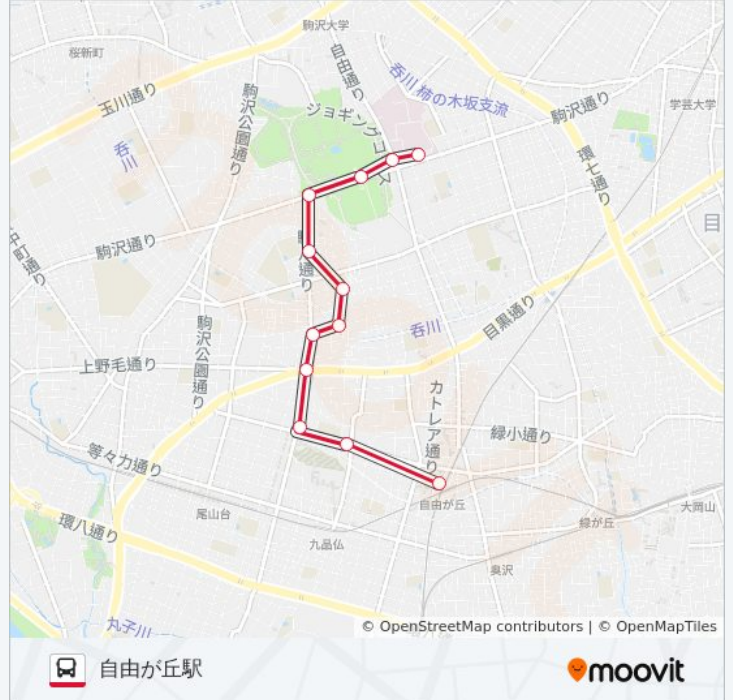 駒沢大学
桜新町
自由通り
呑川 柿の木坂支流
玉川通り
駒沢公園通り
ジョギングコース
駒沢通り
学芸大学
呑川
環七通り
目
駒沢通り
中町通り
通り
目黒通り
呑川
駒沢公園通り
上野毛通り
カトレア通り
緑小通り
等々力通り
自由が丘
尾山台
大岡山
環八通り
緑が丘
九品仏
奥沢
丸子川
© OpenStreetMap contributors | © OpenMapTiles
自由が丘駅
moovit